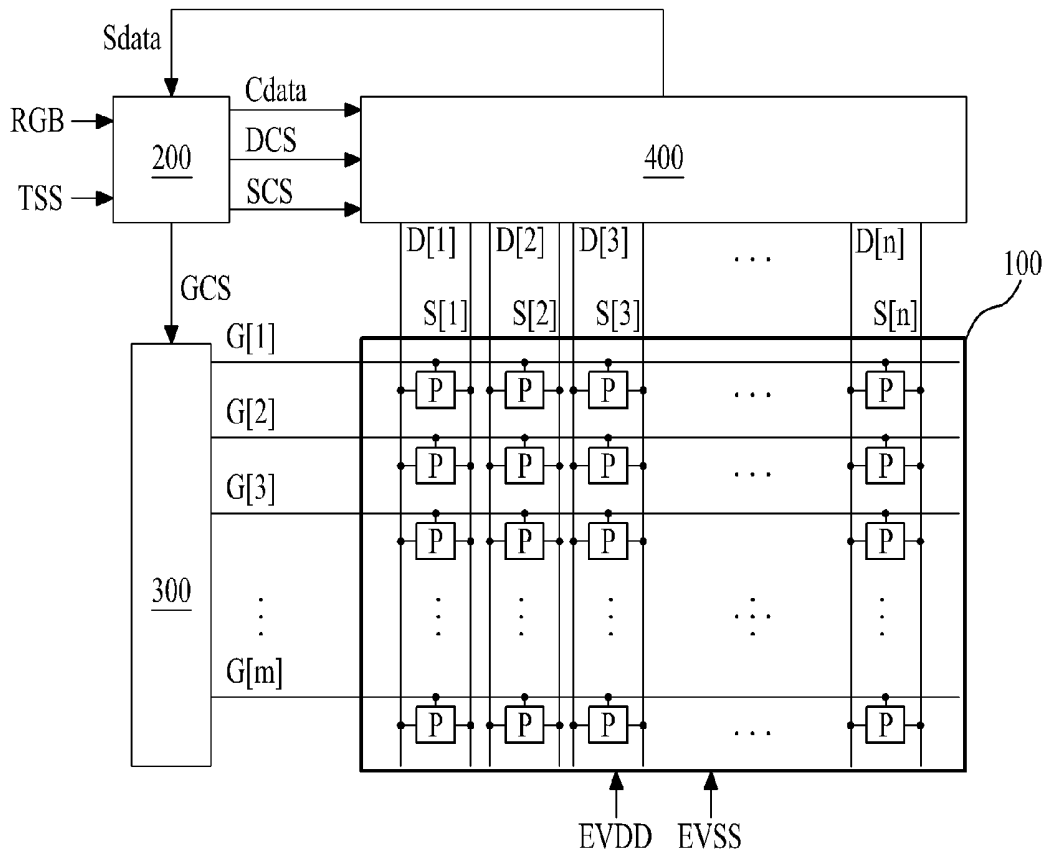 Sdata
Cdata
RGB
DCS
200
400
TSS
SCS
D[1] D[2] D[3] ... D[n]
100
GCS
S[1] S[2] S[3] S[n]
G[1]
P P P ... P
G[2]
P P P ... P
G[3]
P P P P
300
G[m]
P P P ... P
EVDD EVSS